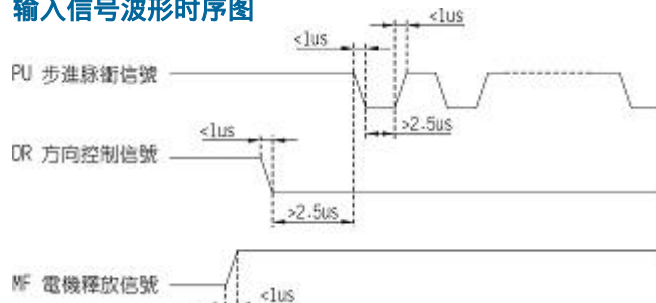 输入信号波形时序图
<1us
<1us
PU 步進脉衝信號
>2.5us
<1us
DR 方向控制信號
>2.5us
MF 電機釋放信號
<1us